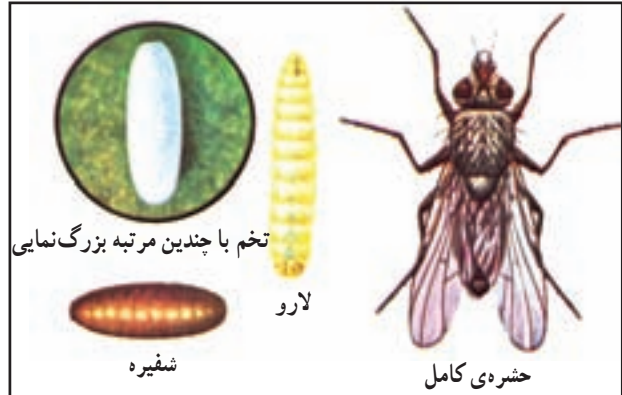 تخم با چندین مرتبه بزرگ‌نمایی
لارو
شفیره
حشره‌ی کامل